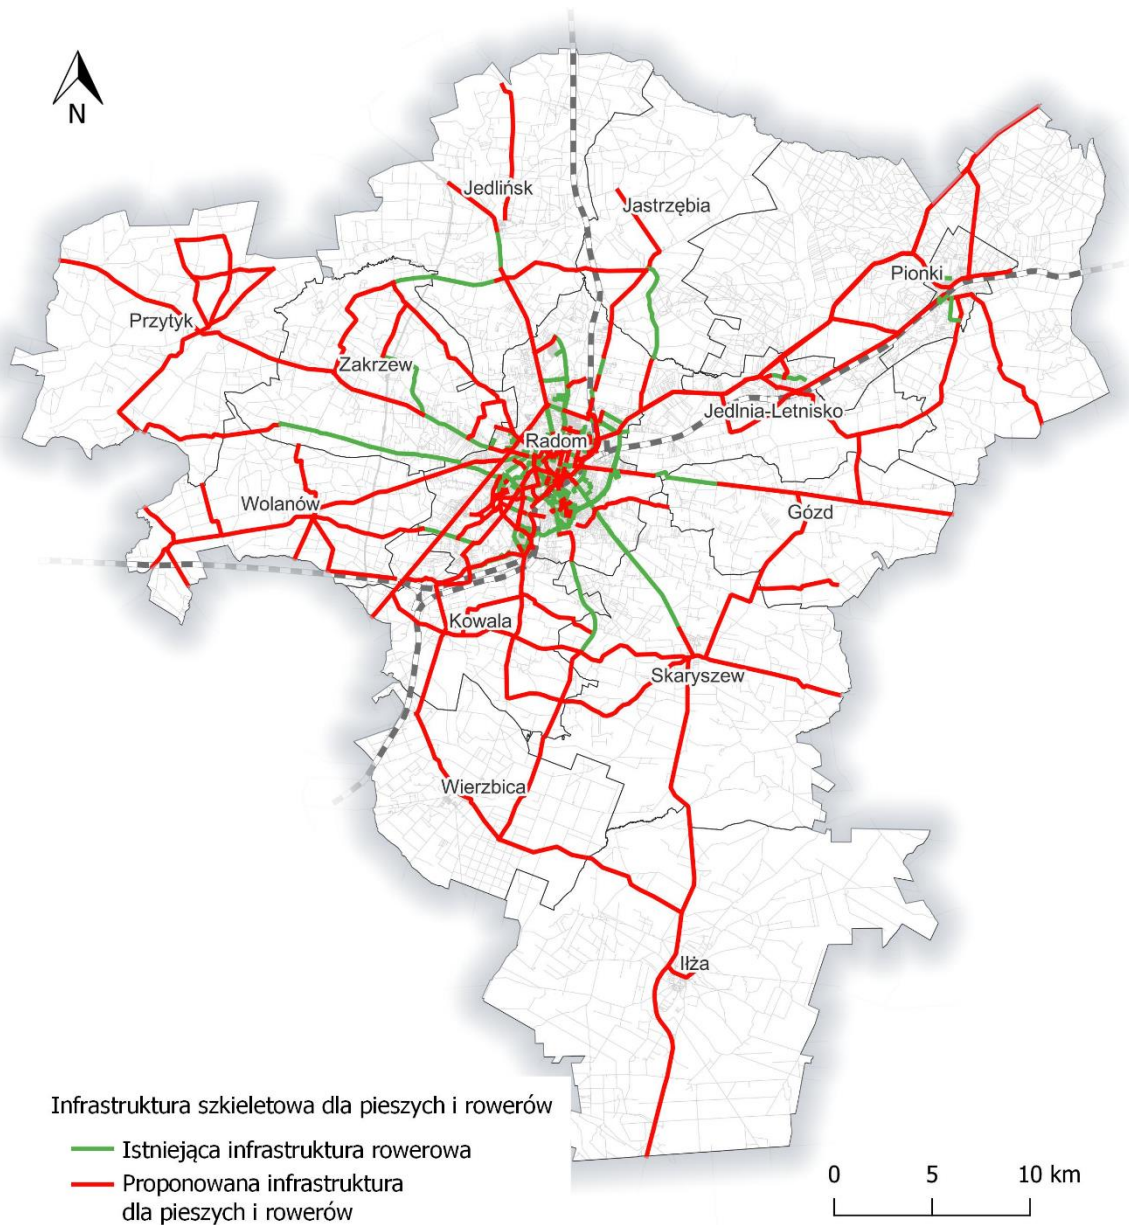 N
Jedlińsk
Jastrzębia
Pionki
Przytyk
Zakrzew
Jedlnia-Letnisko
Radom
Wolanów
Gózd
Kowala
Skaryszew
Wierzbica
Iłża
Infrastruktura szkieletowa dla pieszych i rowerów
Istniejąca infrastruktura rowerowa
Proponowana infrastruktura
dla pieszych i rowerów
0 5 10 km